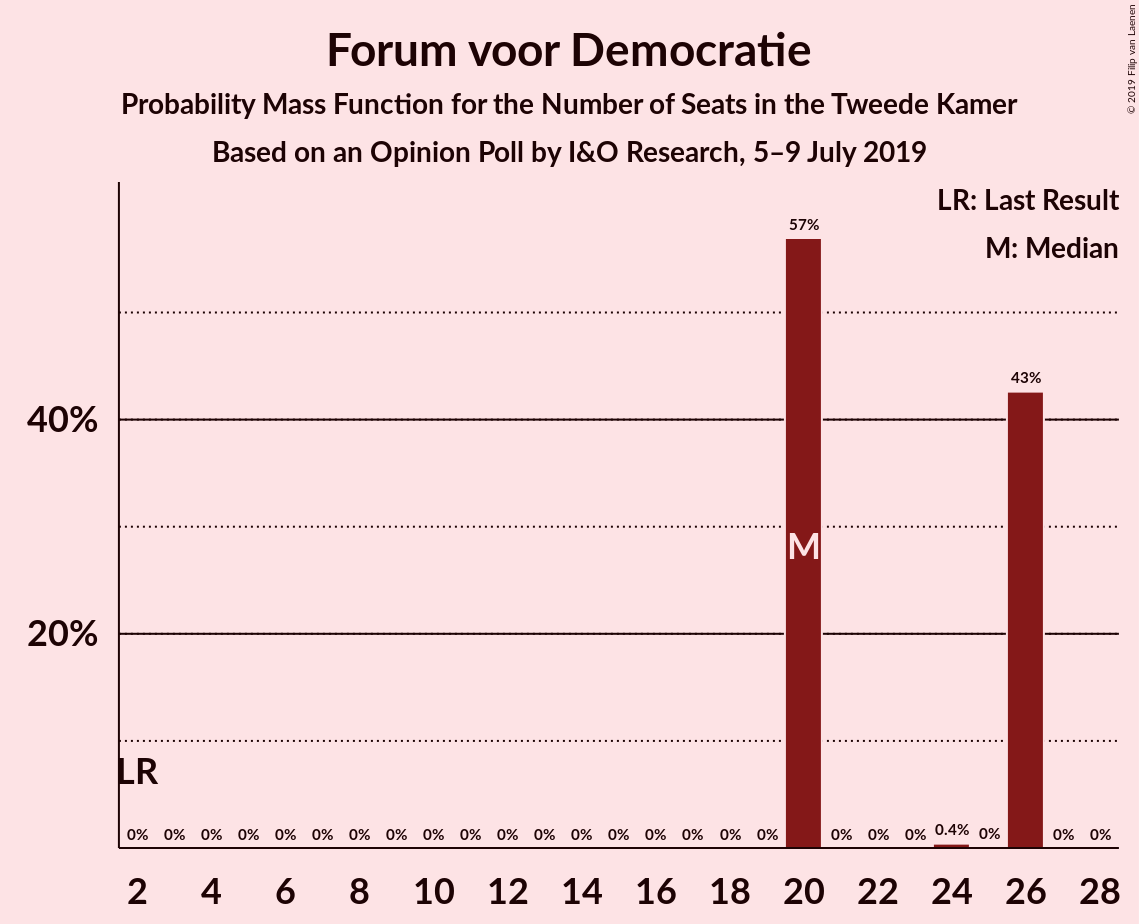 Forum voor Democratie
Probability Mass Function for the Number of Seats in the Tweede Kamer
Based on an Opinion Poll by I&O Research, 5–9 July 2019
© 2019 Filip van Laenen
LR: Last Result
M: Median
57%
43%
40%
M
20%
LR
0% 0% 0% 0% 0% 0% 0% 0% 0% 0% 0% 0% 0% 0% 0% 0% 0% 0% 0% 0% 0% 0.4% 0% 0% 0%
2 4 6 8 10 12 14 16 18 20 22 24 26 28